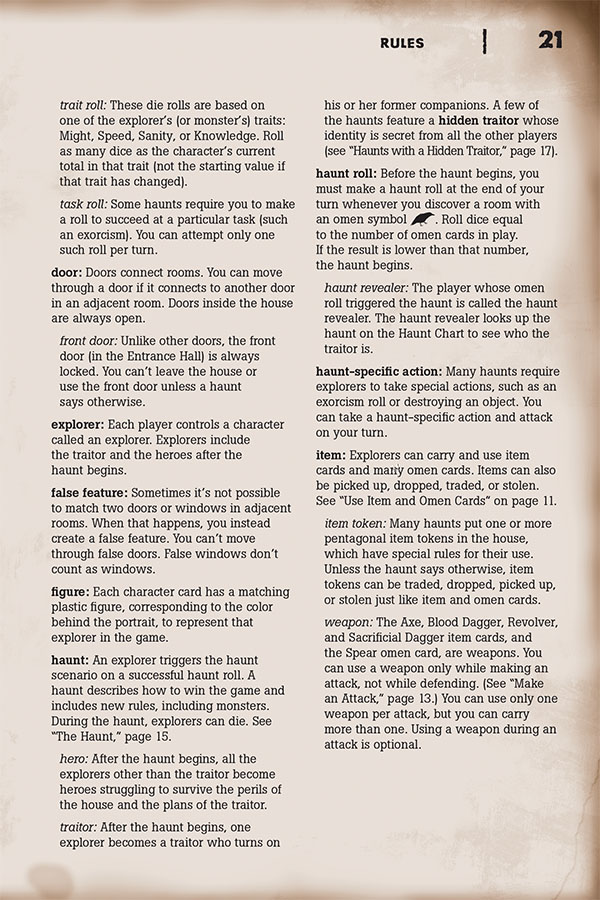 RULES | 21
trait roll: These die rolls are based on
one of the explorer's (or monster's) traits:
Might, Speed, Sanity, or Knowledge. Roll
as many dice as the character's current
total in that trait (not the starting value if
that trait has changed).
task roll: Some haunts require you to make
a roll to succeed at a particular task (such
an exorcism). You can attempt only one
such roll per turn.
door: Doors connect rooms. You can move
through a door if it connects to another door
in an adjacent room. Doors inside the house
are always open.
front door: Unlike other doors, the front
door (in the Entrance Hall) is always
locked. You can't leave the house or
use the front door unless a haunt
says otherwise.
explorer: Each player controls a character
called an explorer. Explorers include
the traitor and the heroes after the
haunt begins.
false feature: Sometimes it's not possible
to match two doors or windows in adjacent
rooms. When that happens, you instead
create a false feature. You can't move
through false doors. False windows don't
count as windows.
figure: Each character card has a matching
plastic figure, corresponding to the color
behind the portrait, to represent that
explorer in the game.
haunt: An explorer triggers the haunt
scenario on a successful haunt roll. A
haunt describes how to win the game and
includes new rules, including monsters.
During the haunt, explorers can die. See
"The Haunt," page 15.
hero: After the haunt begins, all the
explorers other than the traitor become
heroes struggling to survive the perils of
the house and the plans of the traitor.
traitor: After the haunt begins, one
explorer becomes a traitor who turns on
his or her former companions. A few of
the haunts feature a hidden traitor whose
identity is secret from all the other players
(see "Haunts with a Hidden Traitor," page 17).
haunt roll: Before the haunt begins, you
must make a haunt roll at the end of your
turn whenever you discover a room with
an omen symbol . Roll dice equal
to the number of omen cards in play.
If the result is lower than that number,
the haunt begins.
haunt revealer: The player whose omen
roll triggered the haunt is called the haunt
revealer. The haunt revealer looks up the
haunt on the Haunt Chart to see who the
traitor is.
haunt-specific action: Many haunts require
explorers to take special actions, such as an
exorcism roll or destroying an object. You
can take a haunt-specific action and attack
on your turn.
item: Explorers can carry and use item
cards and many omen cards. Items can also
be picked up, dropped, traded, or stolen.
See "Use Item and Omen Cards" on page 11.
item token: Many haunts put one or more
pentagonal item tokens in the house,
which have special rules for their use.
Unless the haunt says otherwise, item
tokens can be traded, dropped, picked up,
or stolen just like item and omen cards.
weapon: The Axe, Blood Dagger, Revolver,
and Sacrificial Dagger item cards, and
the Spear omen card, are weapons. You
can use a weapon only while making an
attack, not while defending. (See "Make
an Attack," page 13.) You can use only one
weapon per attack, but you can carry
more than one. Using a weapon during an
attack is optional.